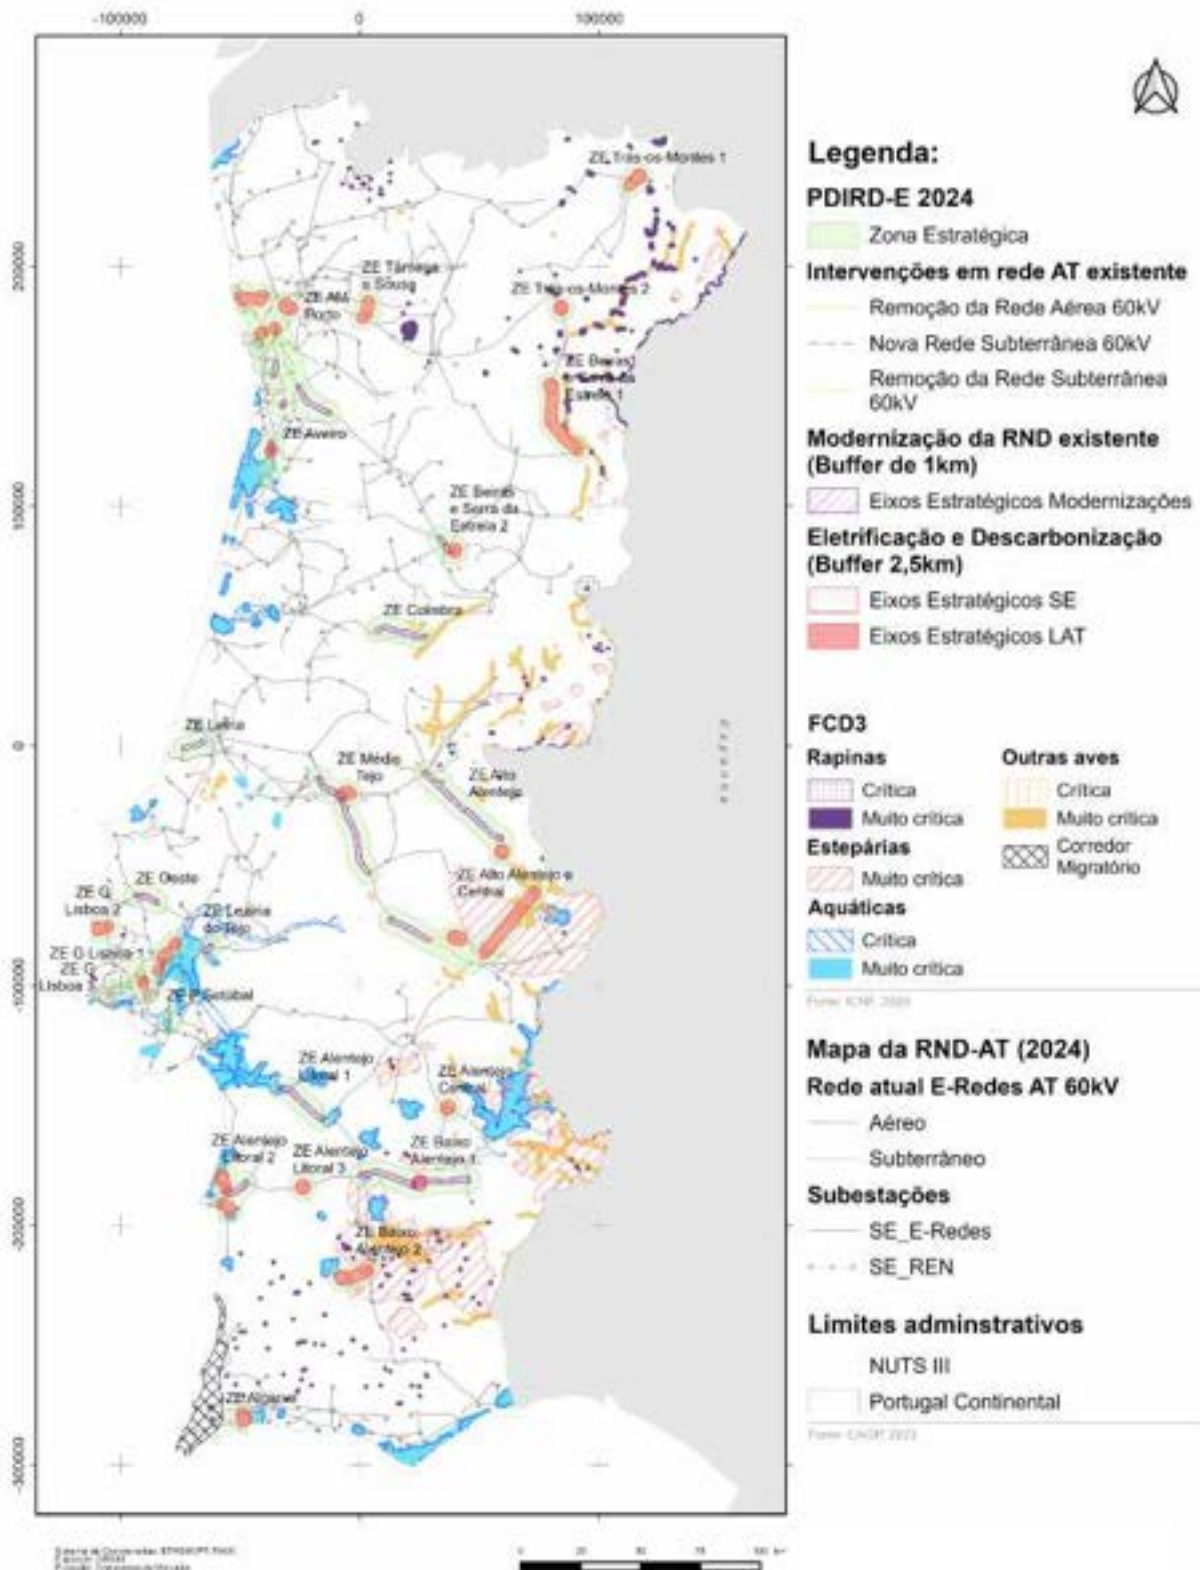 -100000 0 100000
200000
100000
0
-100000
-200000
-300000
ZE Trás-os-Montes 1
ZE Tâmega
e Sousa
ZE Trás-os-Montes 2
ZE AM
Porto
ZE Beiras
e Serra da
Estrela 1
ZE Aveiro
ZE Beiras
e Serra da
Estrela 2
ZE Coimbra
ZE Leiria
ZE Médio
Tejo
ZE Alto
Alentejo
ZE Oeste
ZE Alto Alentejo e
Central
ZE G
Lisboa 2
ZE Lezíria
do Tejo
ZE G Lisboa 1
ZE G
Lisboa
ZE P Setúbal
ZE Alentejo
Litoral 1
ZE Alentejo
Central
ZE Alentejo
Litoral 2
ZE Alentejo
Litoral 3
ZE Baixo
Alentejo 1
ZE Baixo
Alentejo 2
ZE Algarve
Legenda:
PDIRD-E 2024
Zona Estratégica
Intervenções em rede AT existente
Remoção da Rede Aérea 60kV
Nova Rede Subterrânea 60kV
Remoção da Rede Subterrânea
60kV
Modernização da RND existente
(Buffer de 1km)
Eixos Estratégicos Modernizações
Eletrificação e Descarbonização
(Buffer 2,5km)
Eixos Estratégicos SE
Eixos Estratégicos LAT
FCD3
Rapinas
Crítica
Muito crítica
Estepárias
Muito crítica
Aquáticas
Crítica
Muito crítica
Outras aves
Crítica
Muito crítica
Corredor
Migratório
Mapa da RND-AT (2024)
Rede atual E-Redes AT 60kV
Aéreo
Subterrâneo
Subestações
SE_E-Redes
SE_REN
Limites adminstrativos
NUTS III
Portugal Continental